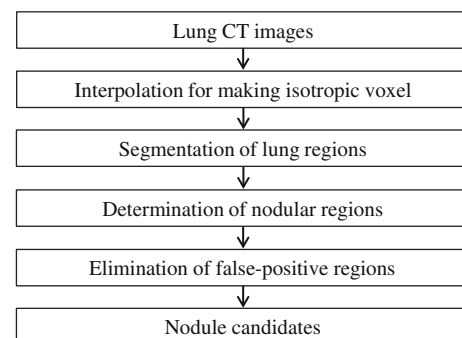 Lung CT images
Interpolation for making isotropic voxel
Segmentation of lung regions
Determination of nodular regions
Elimination of false-positive regions
Nodule candidates